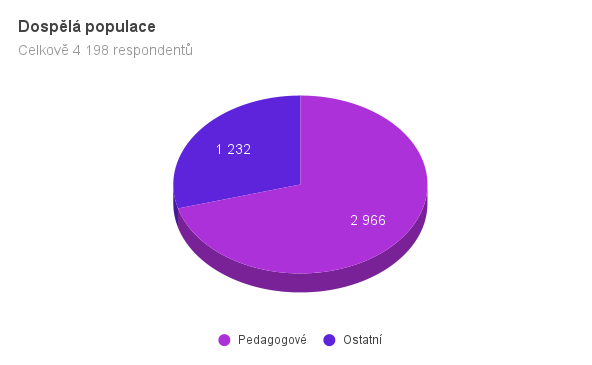 Dospělá populace
Celkově 4 198 respondentů
1 232
2 966
Pedagogové
Ostatní